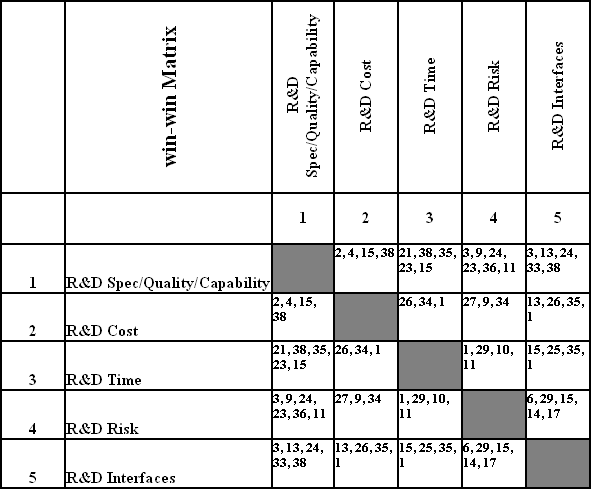 win-win Matrix
R&D
Spec/Quality/Capability
R&D Cost
R&D Time
R&D Risk
R&D Interfaces
1 2 3 4 5
1 R&D Spec/Quality/Capability 2, 4, 15, 38 21, 38, 35, 3, 9, 24, 3, 13, 24,
23, 15 23, 36, 11 33, 38
2 R&D Cost 2, 4, 15, 26, 34, 1 27, 9, 34 13, 26, 35,
38 1
3 R&D Time 21, 38, 35, 26, 34, 1 1, 29, 10, 15, 25, 35,
23, 15 11 1
4 R&D Risk 3, 9, 24, 27, 9, 34 1, 29, 10, 6, 29, 15,
23, 36, 11 11 14, 17
5 R&D Interfaces 3, 13, 24, 13, 26, 35, 15, 25, 35, 6, 29, 15,
33, 38 1 1 14, 17